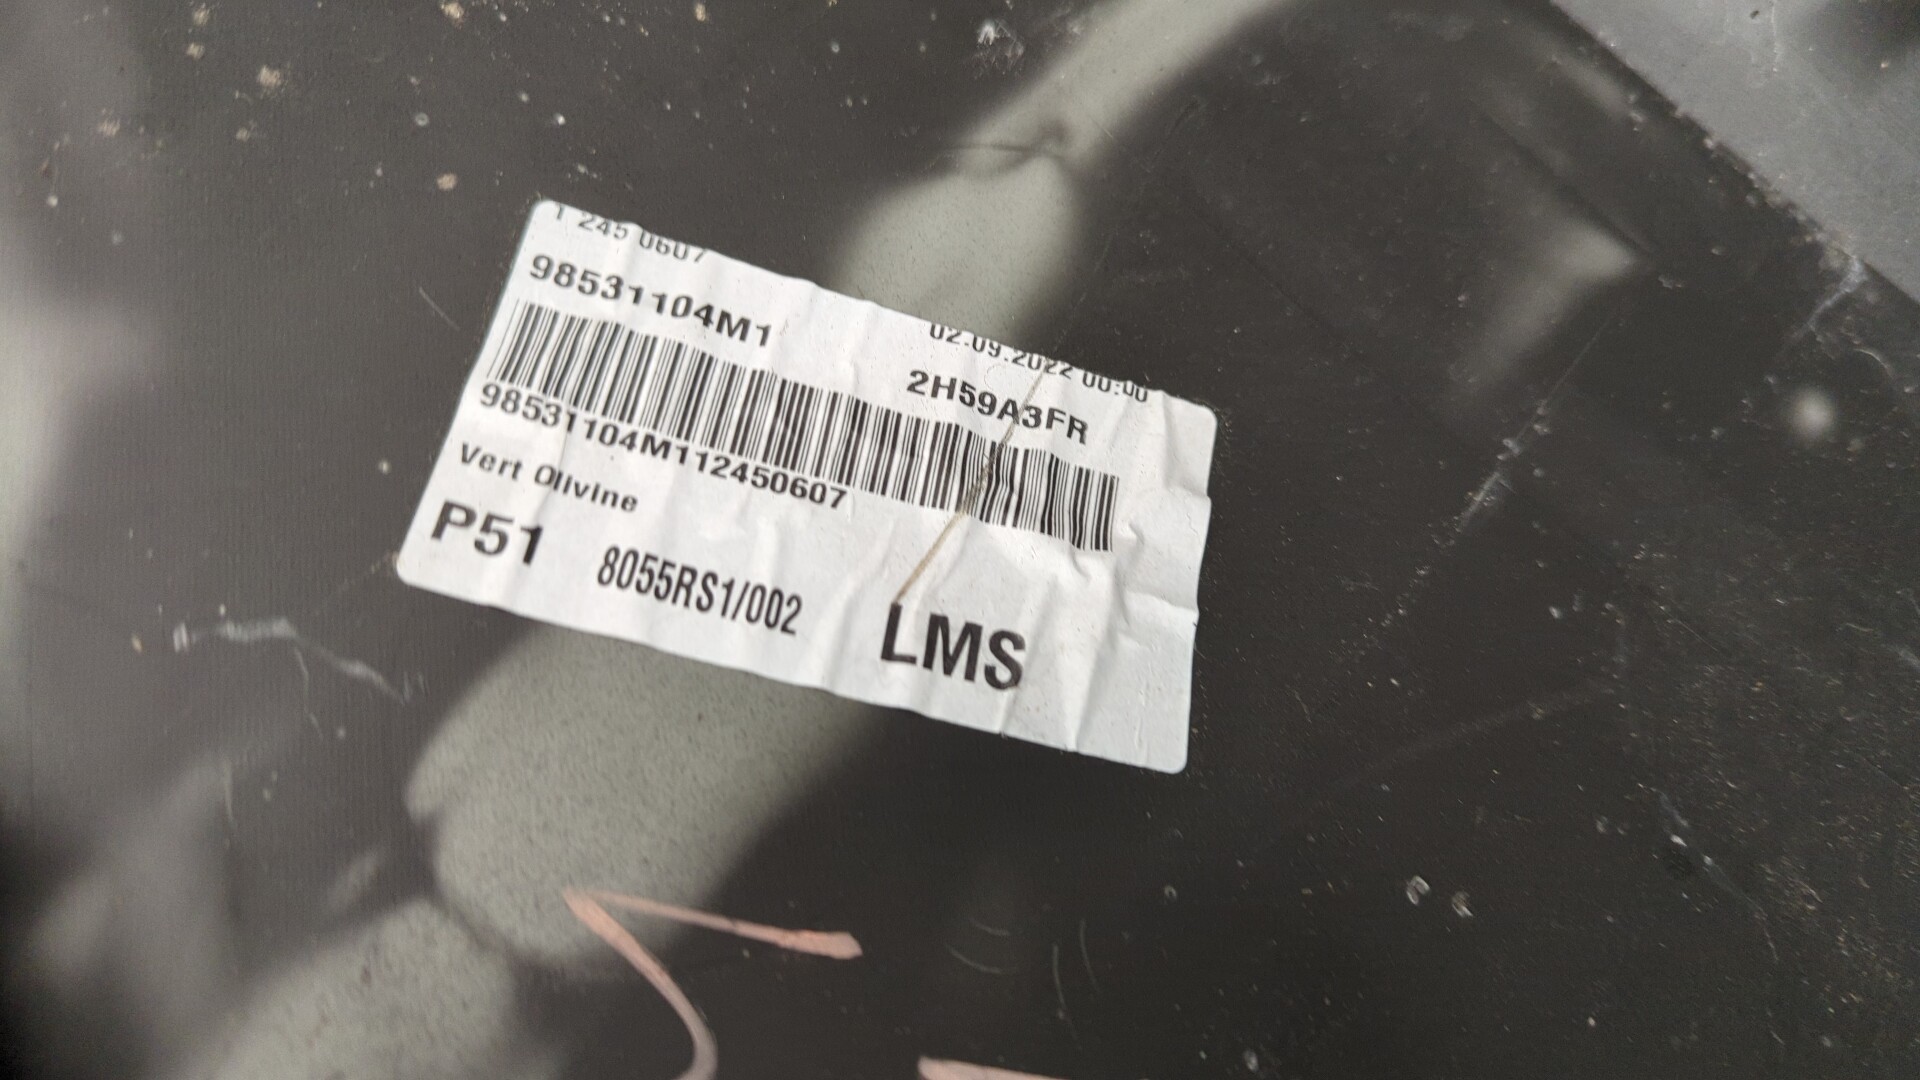 1 245 0607
98531104M1
02.09.2022 00:00
2H59A3FR
98531104M112450607
Vert Olivine
P51
8055RS1/002
LMS